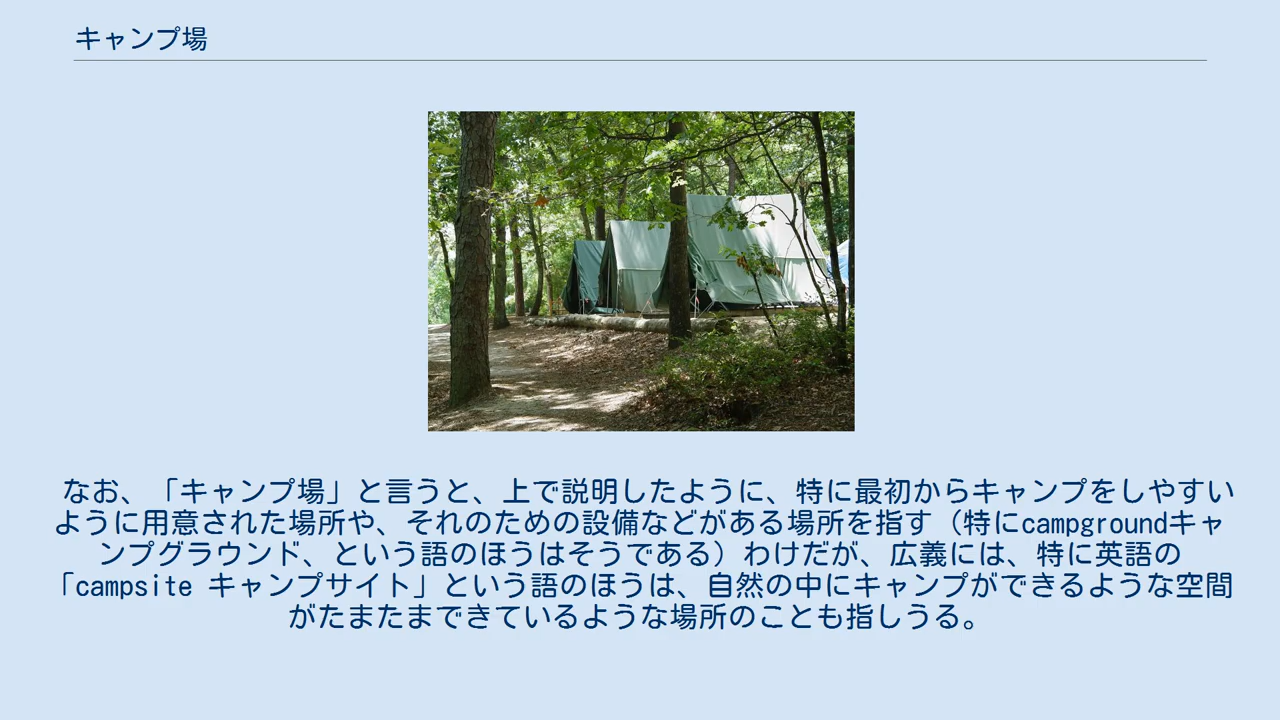 キャンプ場
なお、「キャンプ場」と言うと、上で説明したように、特に最初からキャンプをしやすい
ように用意された場所や、それのための設備などがある場所を指す（特にcampgroundキャ
ンプグラウンド、という語のほうはそうである）わけだが、広義には、特に英語の
「campsite キャンプサイト」という語のほうは、自然の中にキャンプができるような空間
がたまたまできているような場所のことも指しうる。